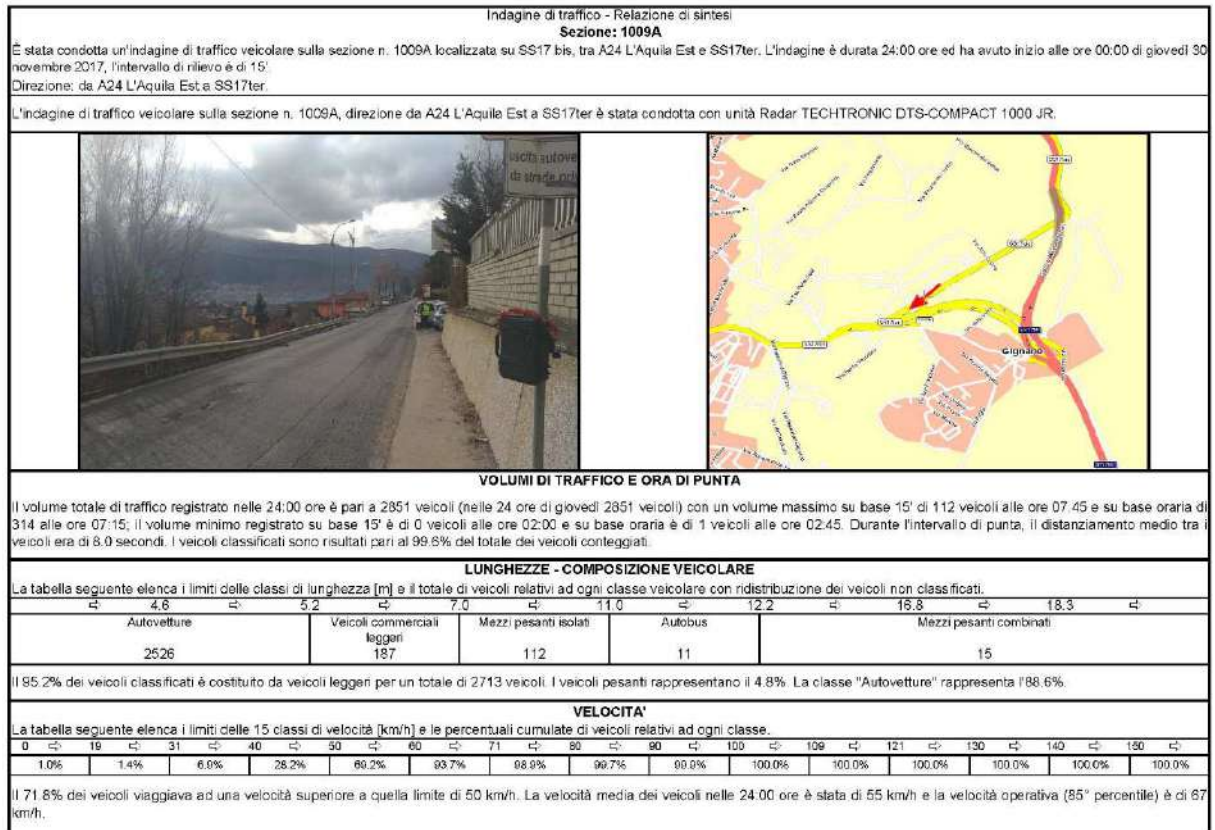 Indagine di traffico - Relazione di sintesi
Sezione: 1009A
È stata condotta un'indagine di traffico veicolare sulla sezione n. 1009A localizzata su SS17 bis, tra A24 L'Aquila Est e SS17ter. L'indagine è durata 24:00 ore ed ha avuto inizio alle ore 00:00 di giovedì 30
novembre 2017, l'intervallo di rilievo è di 15'.
Direzione: da A24 L'Aquila Est a SS17ter.
L'indagine di traffico veicolare sulla sezione n. 1009A, direzione da A24 L'Aquila Est a SS17ter è stata condotta con unità Radar TECHTRONIC DTS-COMPACT 1000 JR.
uscita autove
da strade pri
Gignano
VOLUMI DI TRAFFICO E ORA DI PUNTA
Il volume totale di traffico registrato nelle 24:00 ore è pari a 2851 veicoli (nelle 24 ore di giovedì 2851 veicoli) con un volume massimo su base 15' di 112 veicoli alle ore 07.45 e su base oraria di
314 alle ore 07:15; il volume minimo registrato su base 15' è di 0 veicoli alle ore 02:00 e su base oraria è di 1 veicoli alle ore 02:45. Durante l'intervallo di punta, il distanziamento medio tra i
veicoli era di 8.0 secondi. I veicoli classificati sono risultati pari al 99.6% del totale dei veicoli conteggiati.
LUNGHEZZE - COMPOSIZIONE VEICOLARE
La tabella seguente elenca i limiti delle classi di lunghezza [m] e il totale di veicoli relativi ad ogni classe veicolare con ridistribuzione dei veicoli non classificati.
⇨ 4.6 ⇨ 5.2 ⇨ 7.0 ⇨ 11.0 ⇨ 12.2 ⇨ 16.8 ⇨ 18.3 ⇨
Autovetture Veicoli commerciali Mezzi pesanti isolati Autobus Mezzi pesanti combinati
leggeri
2526 187 112 11 15
Il 95.2% dei veicoli classificati è costituito da veicoli leggeri per un totale di 2713 veicoli. I veicoli pesanti rappresentano il 4.8%. La classe "Autovetture" rappresenta l'88.6%.
VELOCITA'
La tabella seguente elenca i limiti delle 15 classi di velocità [km/h] e le percentuali cumulate di veicoli relativi ad ogni classe.
0 ⇨ 19 ⇨ 31 ⇨ 40 ⇨ 50 ⇨ 60 ⇨ 71 ⇨ 80 ⇨ 90 ⇨ 100 ⇨ 109 ⇨ 121 ⇨ 130 ⇨ 140 ⇨ 150 ⇨
1.0% 1.4% 6.9% 28.2% 69.2% 93.7% 98.9% 99.7% 99.9% 100.0% 100.0% 100.0% 100.0% 100.0% 100.0%
Il 71.8% dei veicoli viaggiava ad una velocità superiore a quella limite di 50 km/h. La velocità media dei veicoli nelle 24:00 ore è stata di 55 km/h e la velocità operativa (85° percentile) è di 67
km/h.